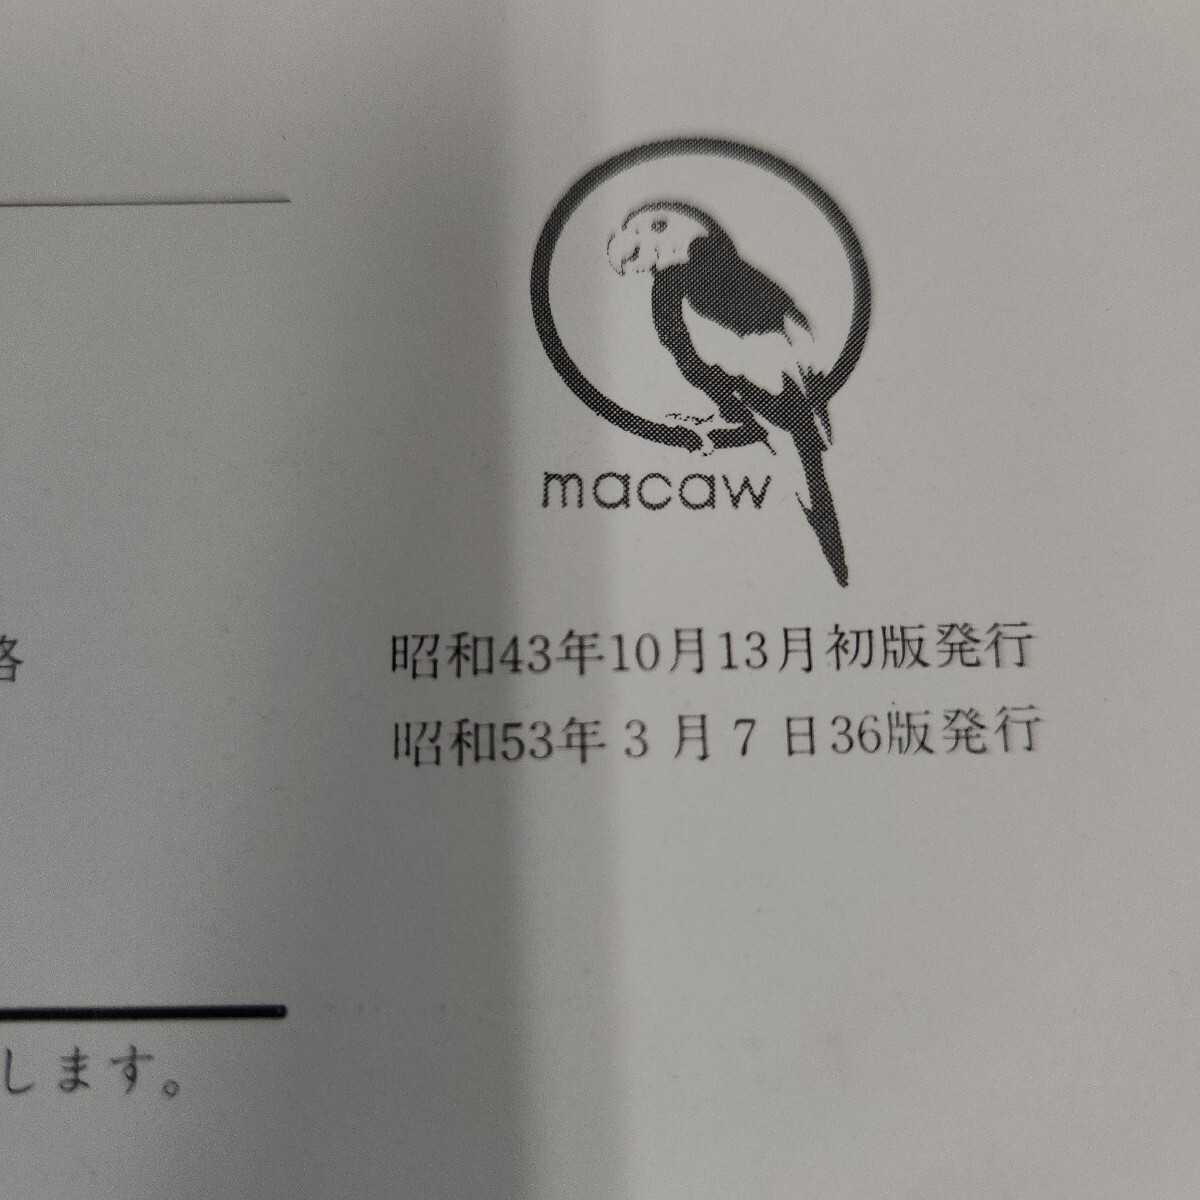 macaw
昭和43年10月13月初版発行
昭和53年3月7日36版発行
します。